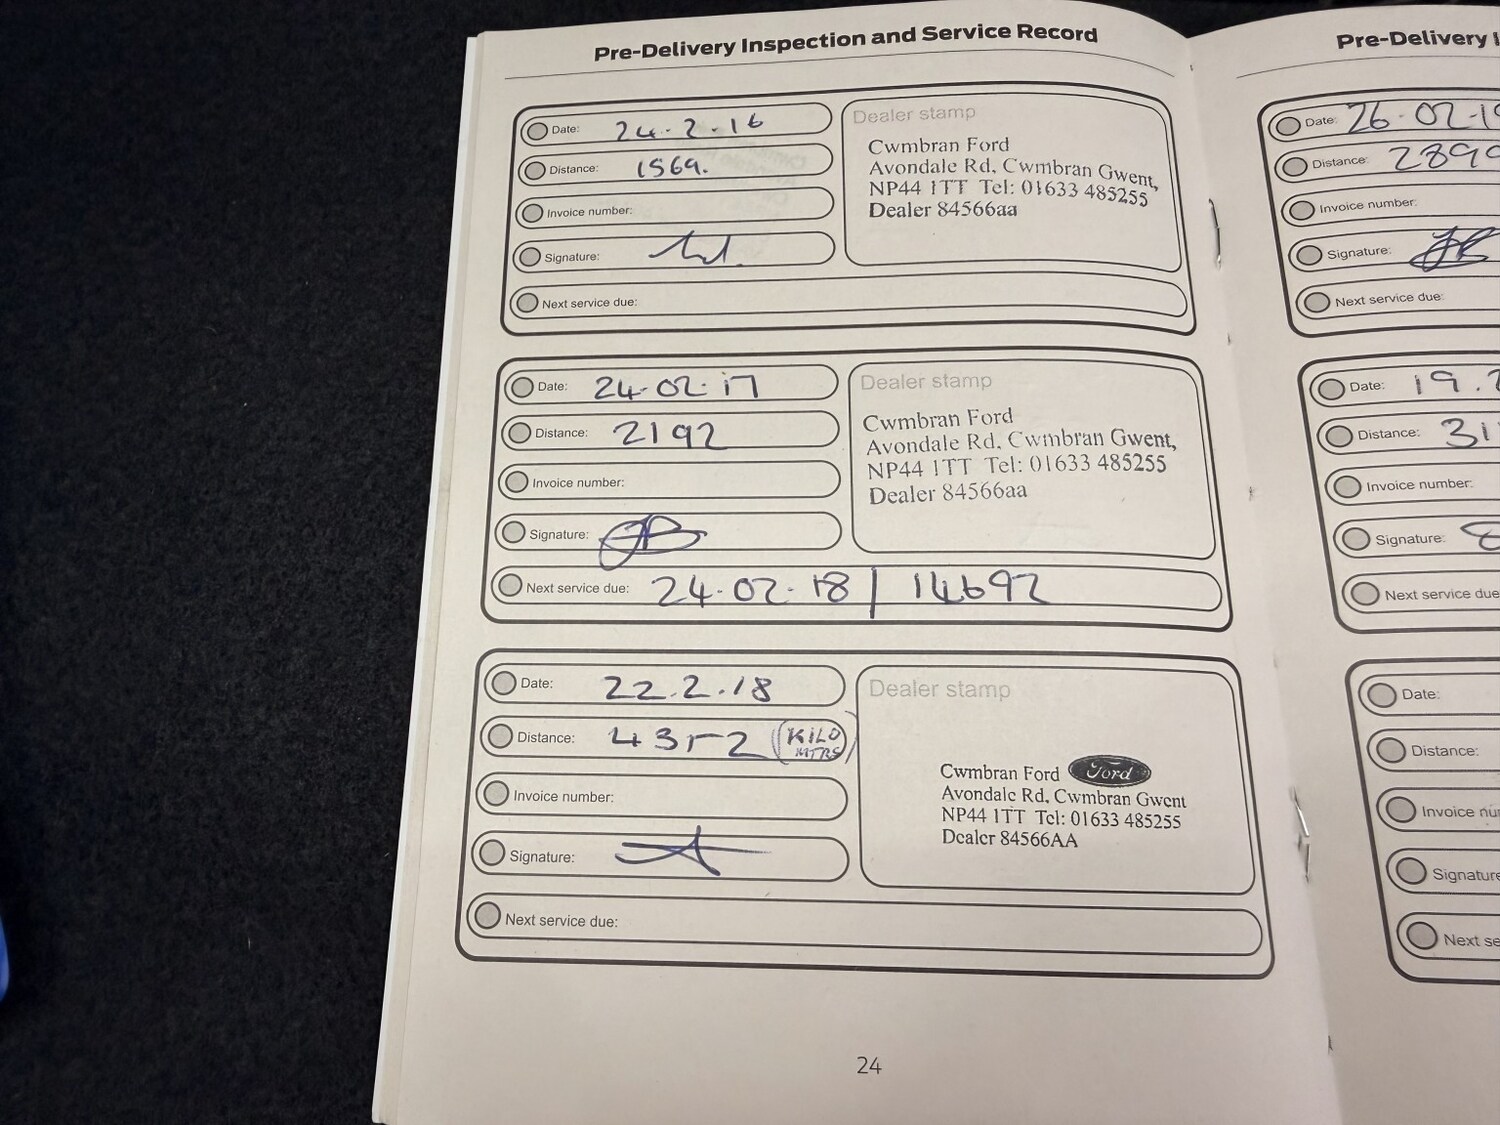 Pre-Delivery Inspection and Service Record
Date: 24-2-16
Distance: 1569.
Invoice number:
Signature:
Next service due:
Dealer stamp
Cwmbran Ford
Avondale Rd, Cwmbran Gwent,
NP44 1TT Tel: 01633 485255
Dealer 84566aa
Date: 24-02-17
Distance: 2192
Invoice number:
Signature:
Next service due: 24-02-18 | 14692
Dealer stamp
Cwmbran Ford
Avondale Rd, Cwmbran Gwent,
NP44 1TT Tel: 01633 485255
Dealer 84566aa
Date: 22.2.18
Distance: 4352 (KILO
MTRS)
Invoice number:
Signature:
Next service due:
Dealer stamp
Cwmbran Ford Ford
Avondale Rd, Cwmbran Gwent
NP44 1TT Tel: 01633 485255
Dealer 84566AA
24
Pre-Delivery
Date: 26-02-1
Distance: 2899
Invoice number:
Signature:
Next service due:
Date: 19.
Distance: 31
Invoice number:
Signature:
Next service due
Date:
Distance:
Invoice
Signature
Next